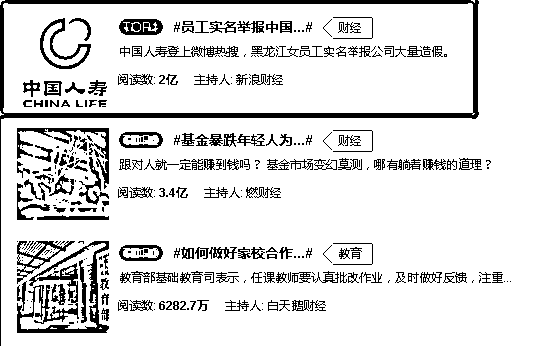 TOP1 #员工实名举报中国...# 财经
中国人寿登上微博热搜，黑龙江女员工实名举报公司大量造假。
中国人寿
CHINA LIFE
阅读数: 2亿 主持人: 新浪财经
#基金暴跌年轻人为...# 财经
跟对人就一定能赚到钱吗？ 基金市场变幻莫测，哪有躺着赚钱的道理？
阅读数: 3.4亿 主持人: 燃财经
#如何做好家校合作...# 教育
教育部基础教育司表示，任课教师要认真批改作业，及时做好反馈，注重...
教育部
阅读数: 6282.7万 主持人: 白天鹅财经